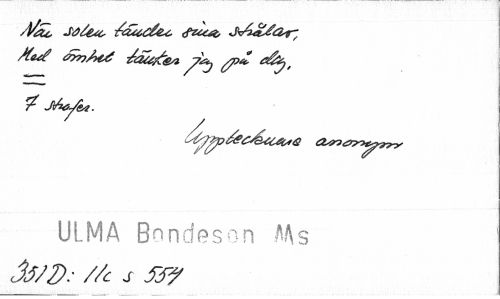 När solen tänder sina strålar,
Med ömhet tänker jag på dig.
=
7 strofer.
Upptecknare anonym
ULMA Bondeson Ms
351D: 11c s 554